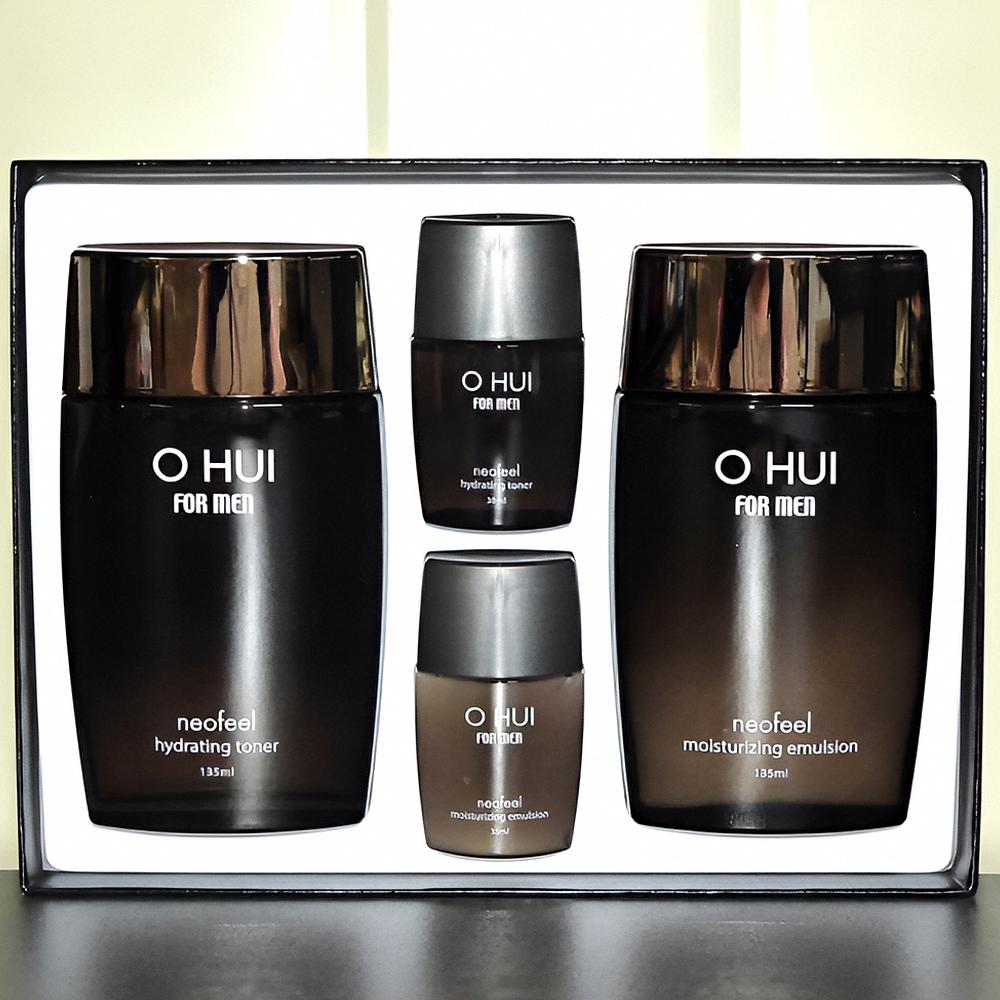 O HUI
FOR MEN
neofeel
hydrating toner
135ml
O HUI
FOR MEN
neofeel
hydrating toner
O HUI
FOR MEN
neofeel
moisturizing emulsion
O HUI
FOR MEN
neofeel
moisturizing emulsion
135ml